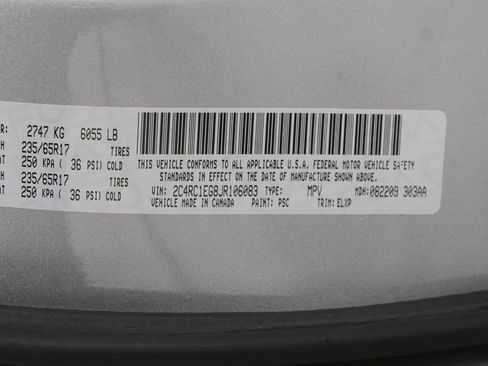 R: 2747 KG 6055 LB
H 235/65R17 TIRES
AT 250 KPA ( 36 PSI) COLD
H 235/65R17 TIRES
AT 250 KPA ( 36 PSI) COLD
THIS VEHICLE CONFORMS TO ALL APPLICABLE U.S.A. FEDERAL MOTOR VEHICLE SAFETY
STANDARDS IN EFFECT ON THE DATE OF MANUFACTURE SHOWN ABOVE.
VIN: 2C4RC1EG8JR106083 TYPE: MPV MDH:082209 303AA
VEHICLE MADE IN CANADA PAINT: PSC TRIM: ELXP